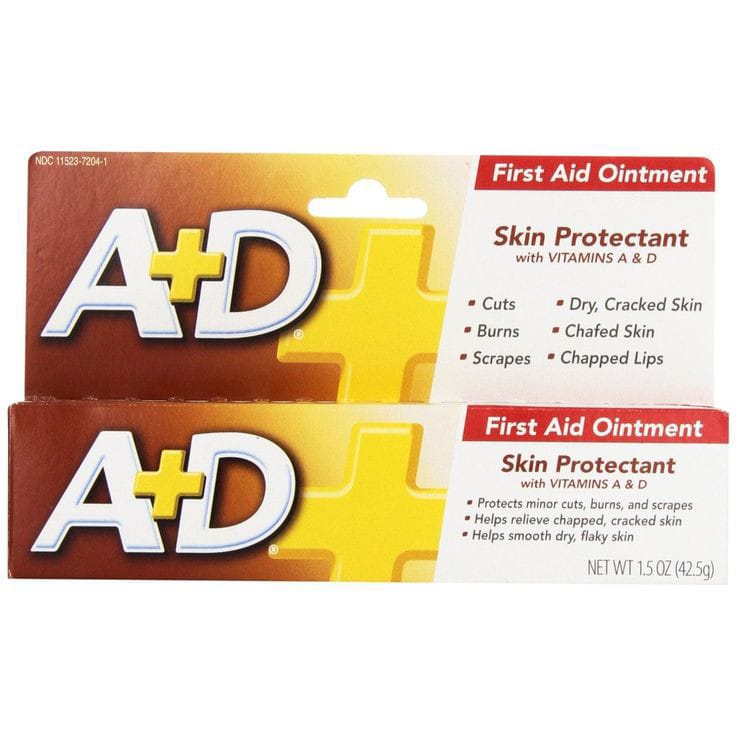 NDC 11523-7204-1
A+D®
First Aid Ointment
Skin Protectant
with VITAMINS A & D
▪ Cuts
▪ Burns
▪ Scrapes
▪ Dry, Cracked Skin
▪ Chafed Skin
▪ Chapped Lips
A+D®
First Aid Ointment
Skin Protectant
with VITAMINS A & D
▪ Protects minor cuts, burns, and scrapes
▪ Helps relieve chapped, cracked skin
▪ Helps smooth dry, flaky skin
NET WT 1.5 OZ (42.5g)